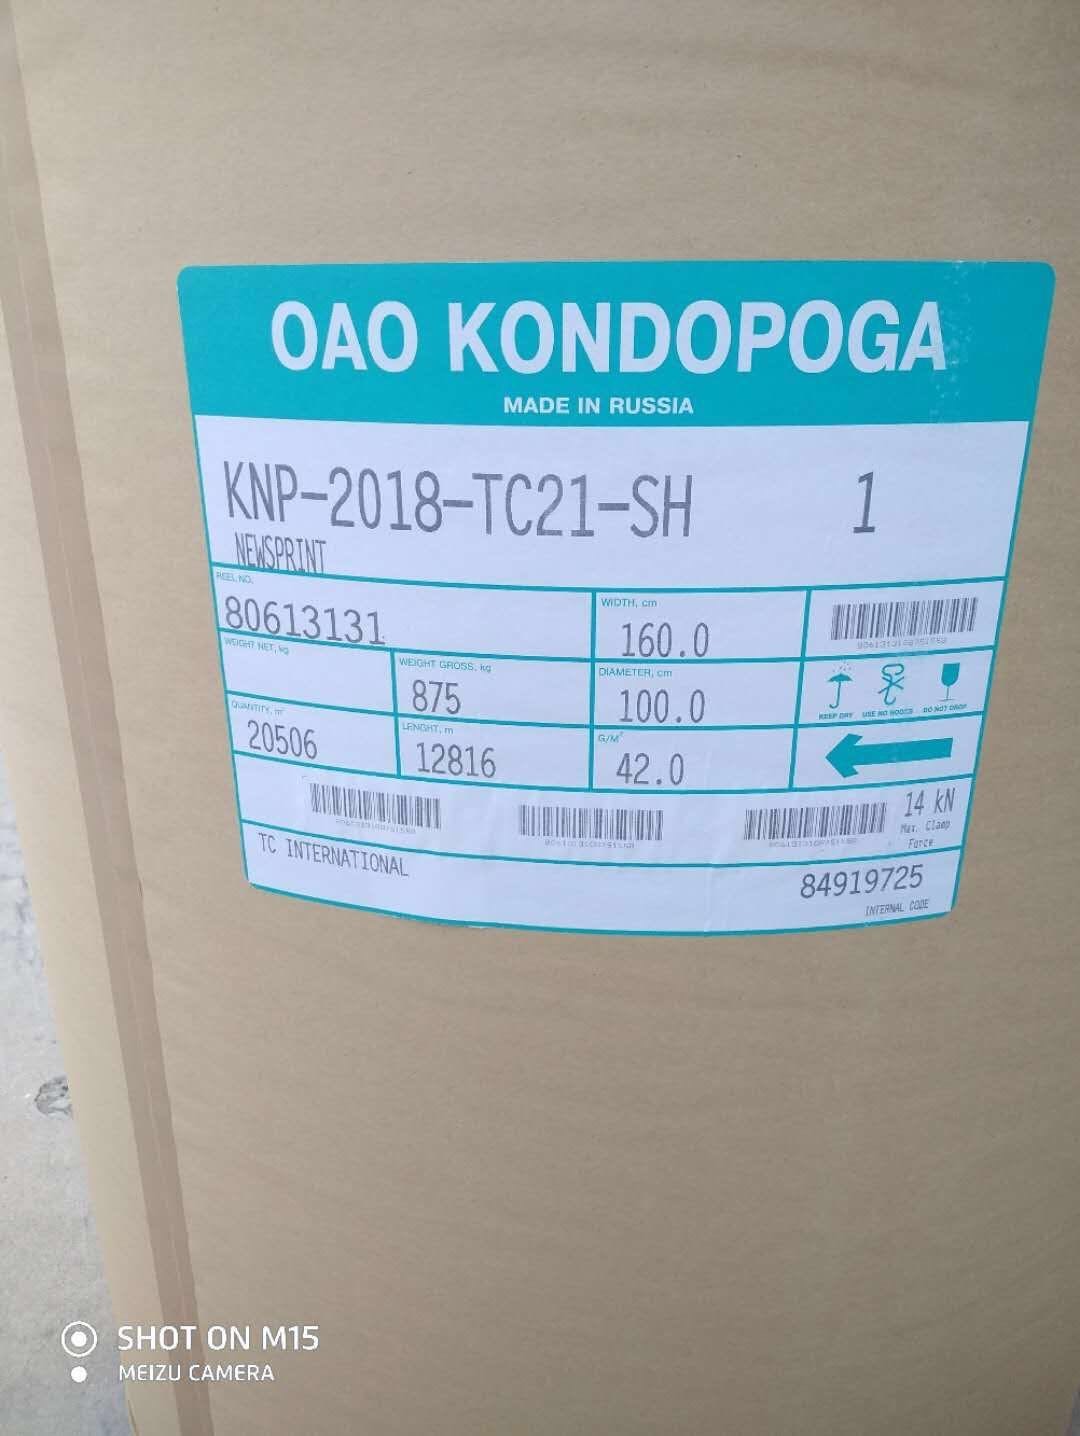 OAO KONDOPOGA
MADE IN RUSSIA
KNP-2018-TC21-SH 1
NEWSPRINT
REEL NO.
80613131
WIDTH, cm
160.0
WEIGHT NET, kg
WEIGHT GROSS, kg
875
DIAMETER, cm
100.0
KEEP DRY USE NO HOOCS DO NOT DROP
QUANTITY, m²
20506
LENGHT, m
12816
G/M²
42.0
14 kN
Max. Clamp
Force
TC INTERNATIONAL
84919725
INTERNAL CODE
SHOT ON M15
MEIZU CAMERA